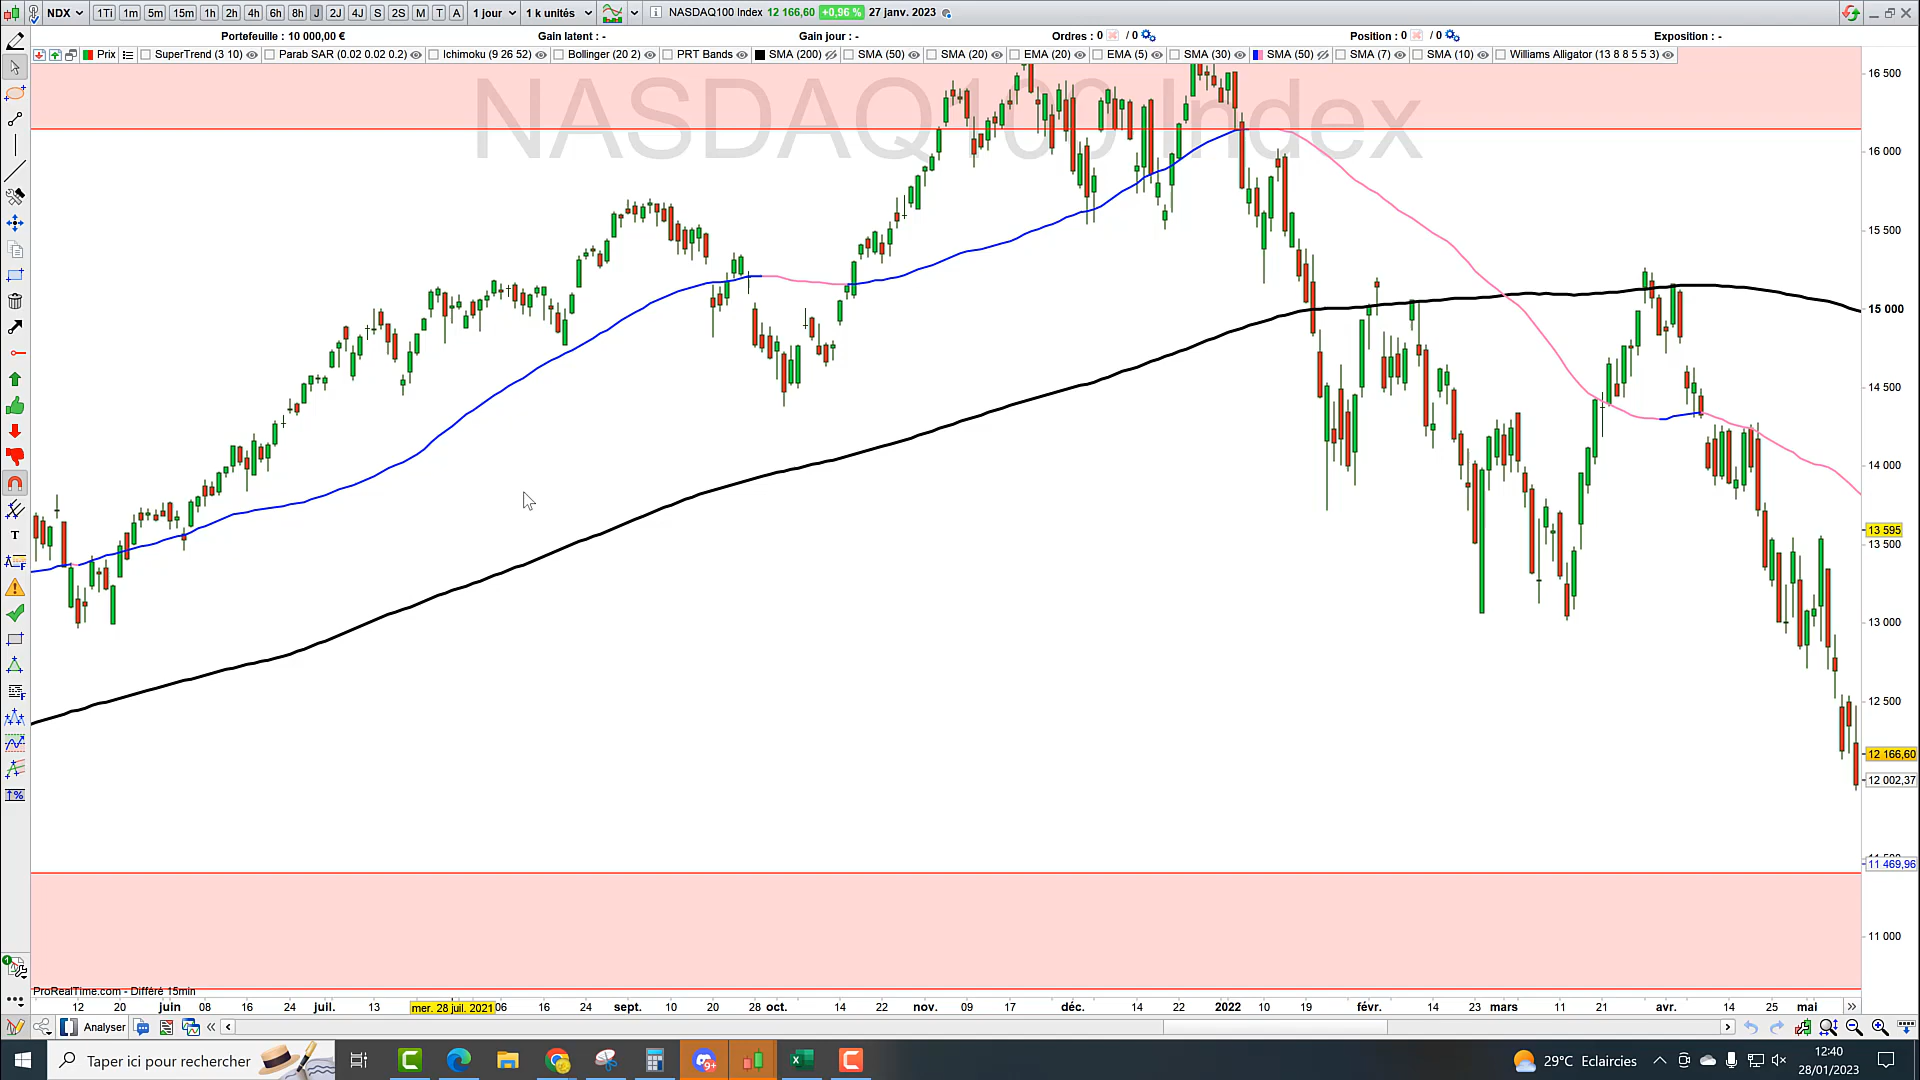 NDX 1Ti 1m 5m 15m 1h 2h 4h 6h 8h J 2J 4J S 2S M T A 1 jour 1 k unités NASDAQ100 Index 12 166,60 +0,96 % 27 janv. 2023
Portefeuille : 10 000,00 € Gain latent : - Gain jour : - Ordres : 0 / 0 Position : 0 / 0 Exposition : -
Prix SuperTrend (3 10) Parab SAR (0.02 0.02 0.2) Ichimoku (9 26 52) Bollinger (20 2) PRT Bands SMA (200) SMA (50) SMA (20) EMA (20) EMA (5) SMA (30) SMA (50) SMA (7) SMA (10) Williams Alligator (13 8 8 5 5 3)
NASDAQ100 Index
16 500
16 000
15 500
15 000
14 500
14 000
13 595
13 500
13 000
12 500
12 166,60
12 002,37
11 469,96
11 000
ProRealTime.com - Différé 15min
12 20 juin 08 16 24 juil. 13 mer. 28 juil. 2021 06 16 24 sept. 10 20 28 oct. 14 22 nov. 09 17 déc. 14 22 2022 10 19 févr. 14 23 mars 11 21 avr. 14 25 mai
Analyser
Taper ici pour rechercher 9+ 29°C Eclaircies 12:40
28/01/2023